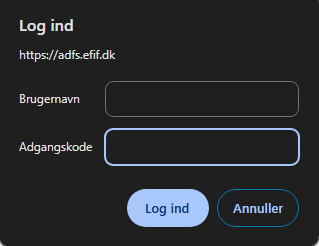 Log ind
https://adfs.efif.dk
Brugernavn
Adgangskode
Log ind Annuller